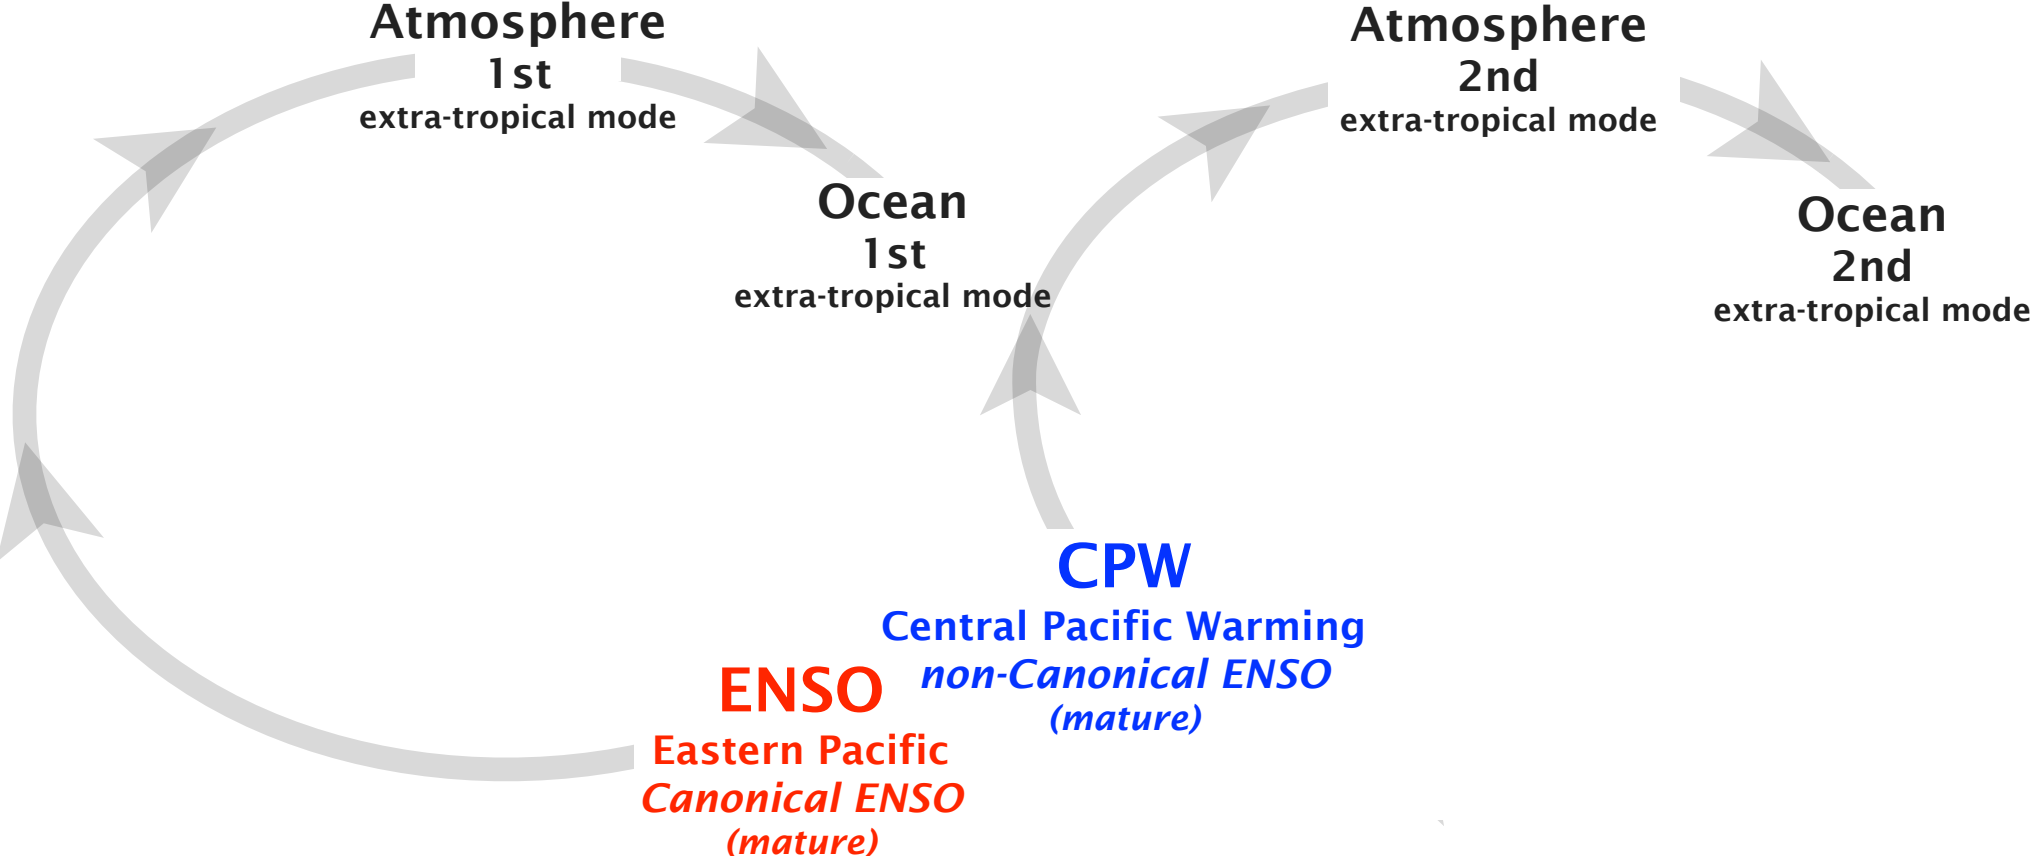 Atmosphere
1st
extra-tropical mode
Ocean
1st
extra-tropical mode
Atmosphere
2nd
extra-tropical mode
Ocean
2nd
extra-tropical mode
CPW
Central Pacific Warming
non-Canonical ENSO
(mature)
ENSO
Eastern Pacific
Canonical ENSO
(mature)